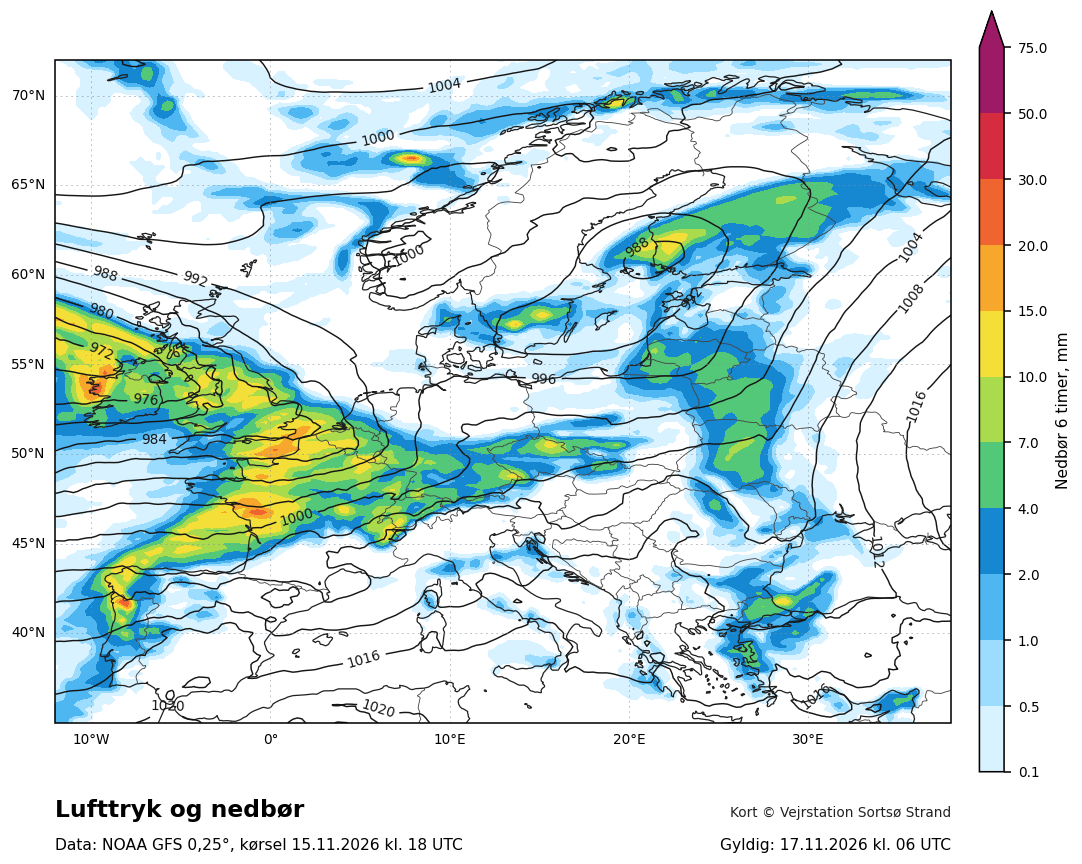 75.0
50.0
30.0
20.0
15.0
10.0
7.0
4.0
2.0
1.0
0.5
0.1
Nedbør 6 timer, mm
70°N
65°N
60°N
55°N
50°N
45°N
40°N
10°W
0°
10°E
20°E
30°E
1004
1000
1000
988
1004
988
992
980
1008
972
996
976
1016
984
1000
1012
1016
1016
1020
1020
Lufttryk og nedbør
Kort © Vejrstation Sortsø Strand
Data: NOAA GFS 0,25°, kørsel 15.11.2026 kl. 18 UTC
Gyldig: 17.11.2026 kl. 06 UTC